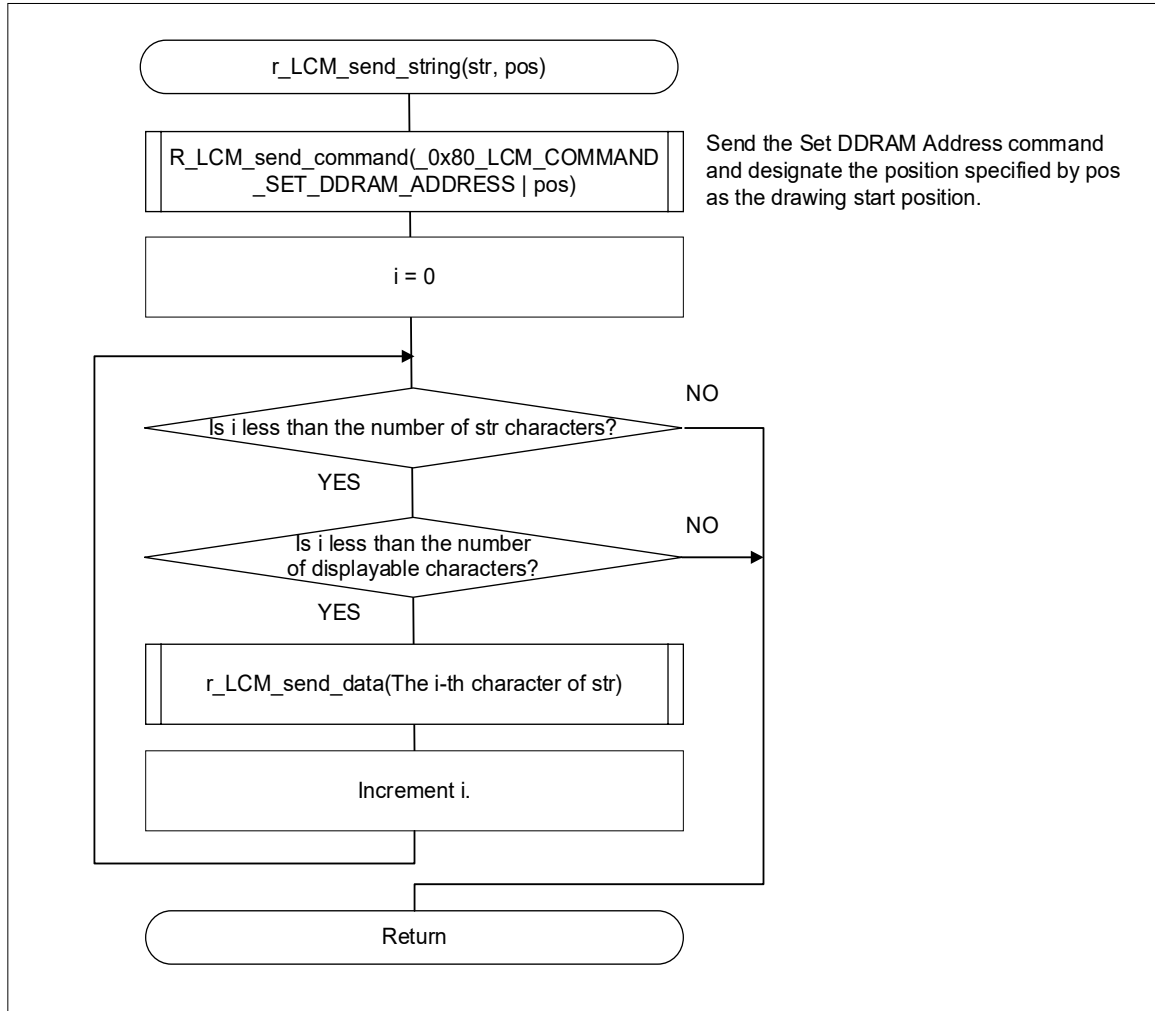 r_LCM_send_string(str, pos)
R_LCM_send_command(_0x80_LCM_COMMAND
_SET_DDRAM_ADDRESS | pos)
Send the Set DDRAM Address command
and designate the position specified by pos
as the drawing start position.
i = 0
NO
Is i less than the number of str characters?
YES
NO
Is i less than the number
of displayable characters?
YES
r_LCM_send_data(The i-th character of str)
Increment i.
Return